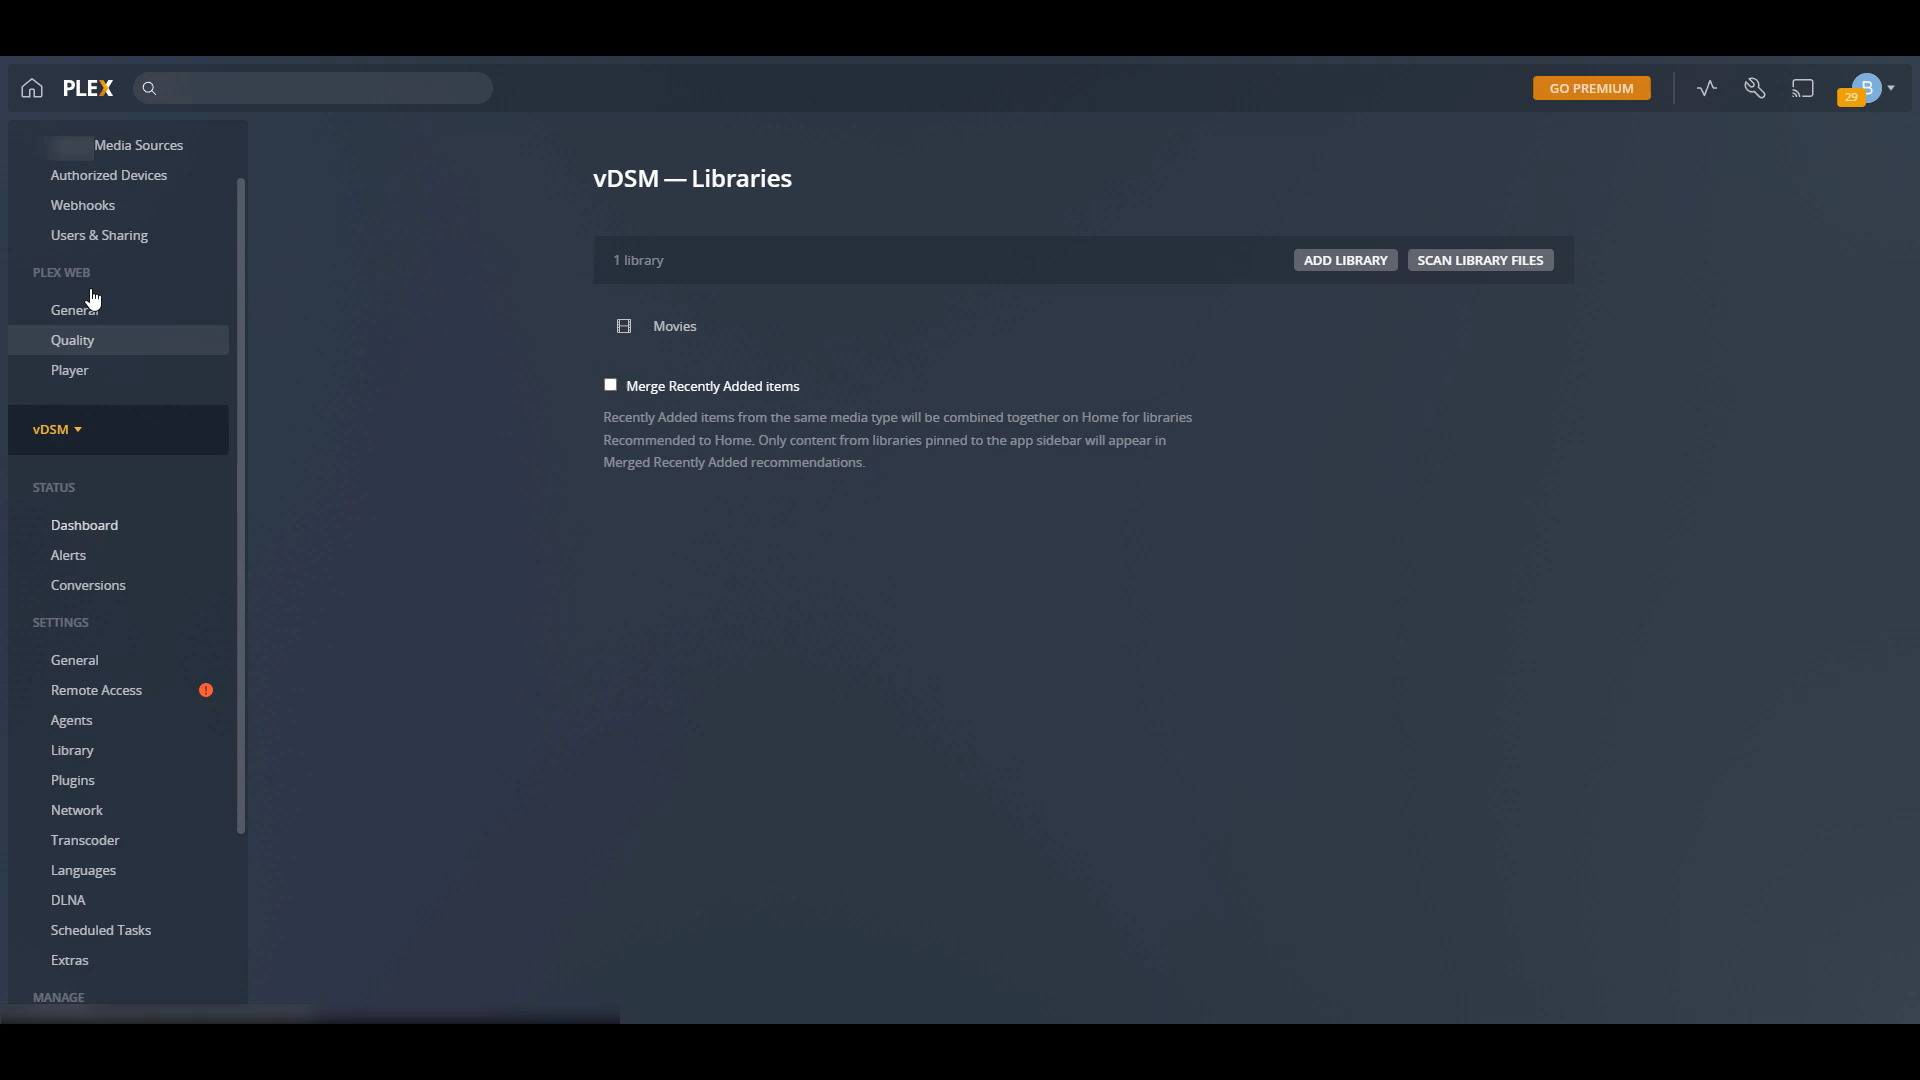 PLEX
GO PREMIUM
29
B
Media Sources
Authorized Devices
Webhooks
Users & Sharing
PLEX WEB
General
Quality
Player
vDSM
STATUS
Dashboard
Alerts
Conversions
SETTINGS
General
Remote Access !
Agents
Library
Plugins
Network
Transcoder
Languages
DLNA
Scheduled Tasks
Extras
MANAGE
vDSM — Libraries
1 library
ADD LIBRARY
SCAN LIBRARY FILES
Movies
Merge Recently Added items
Recently Added items from the same media type will be combined together on Home for libraries
Recommended to Home. Only content from libraries pinned to the app sidebar will appear in
Merged Recently Added recommendations.